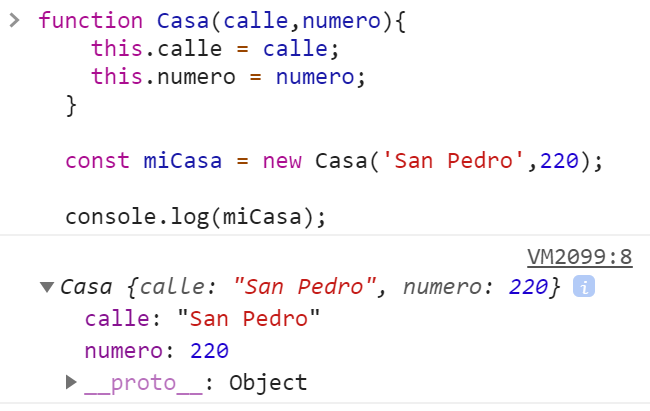 function Casa(calle,numero){
this.calle = calle;
this.numero = numero;
}
const miCasa = new Casa('San Pedro',220);
console.log(miCasa);
VM2099:8
Casa {calle: "San Pedro", numero: 220} i
calle: "San Pedro"
numero: 220
__proto__: Object